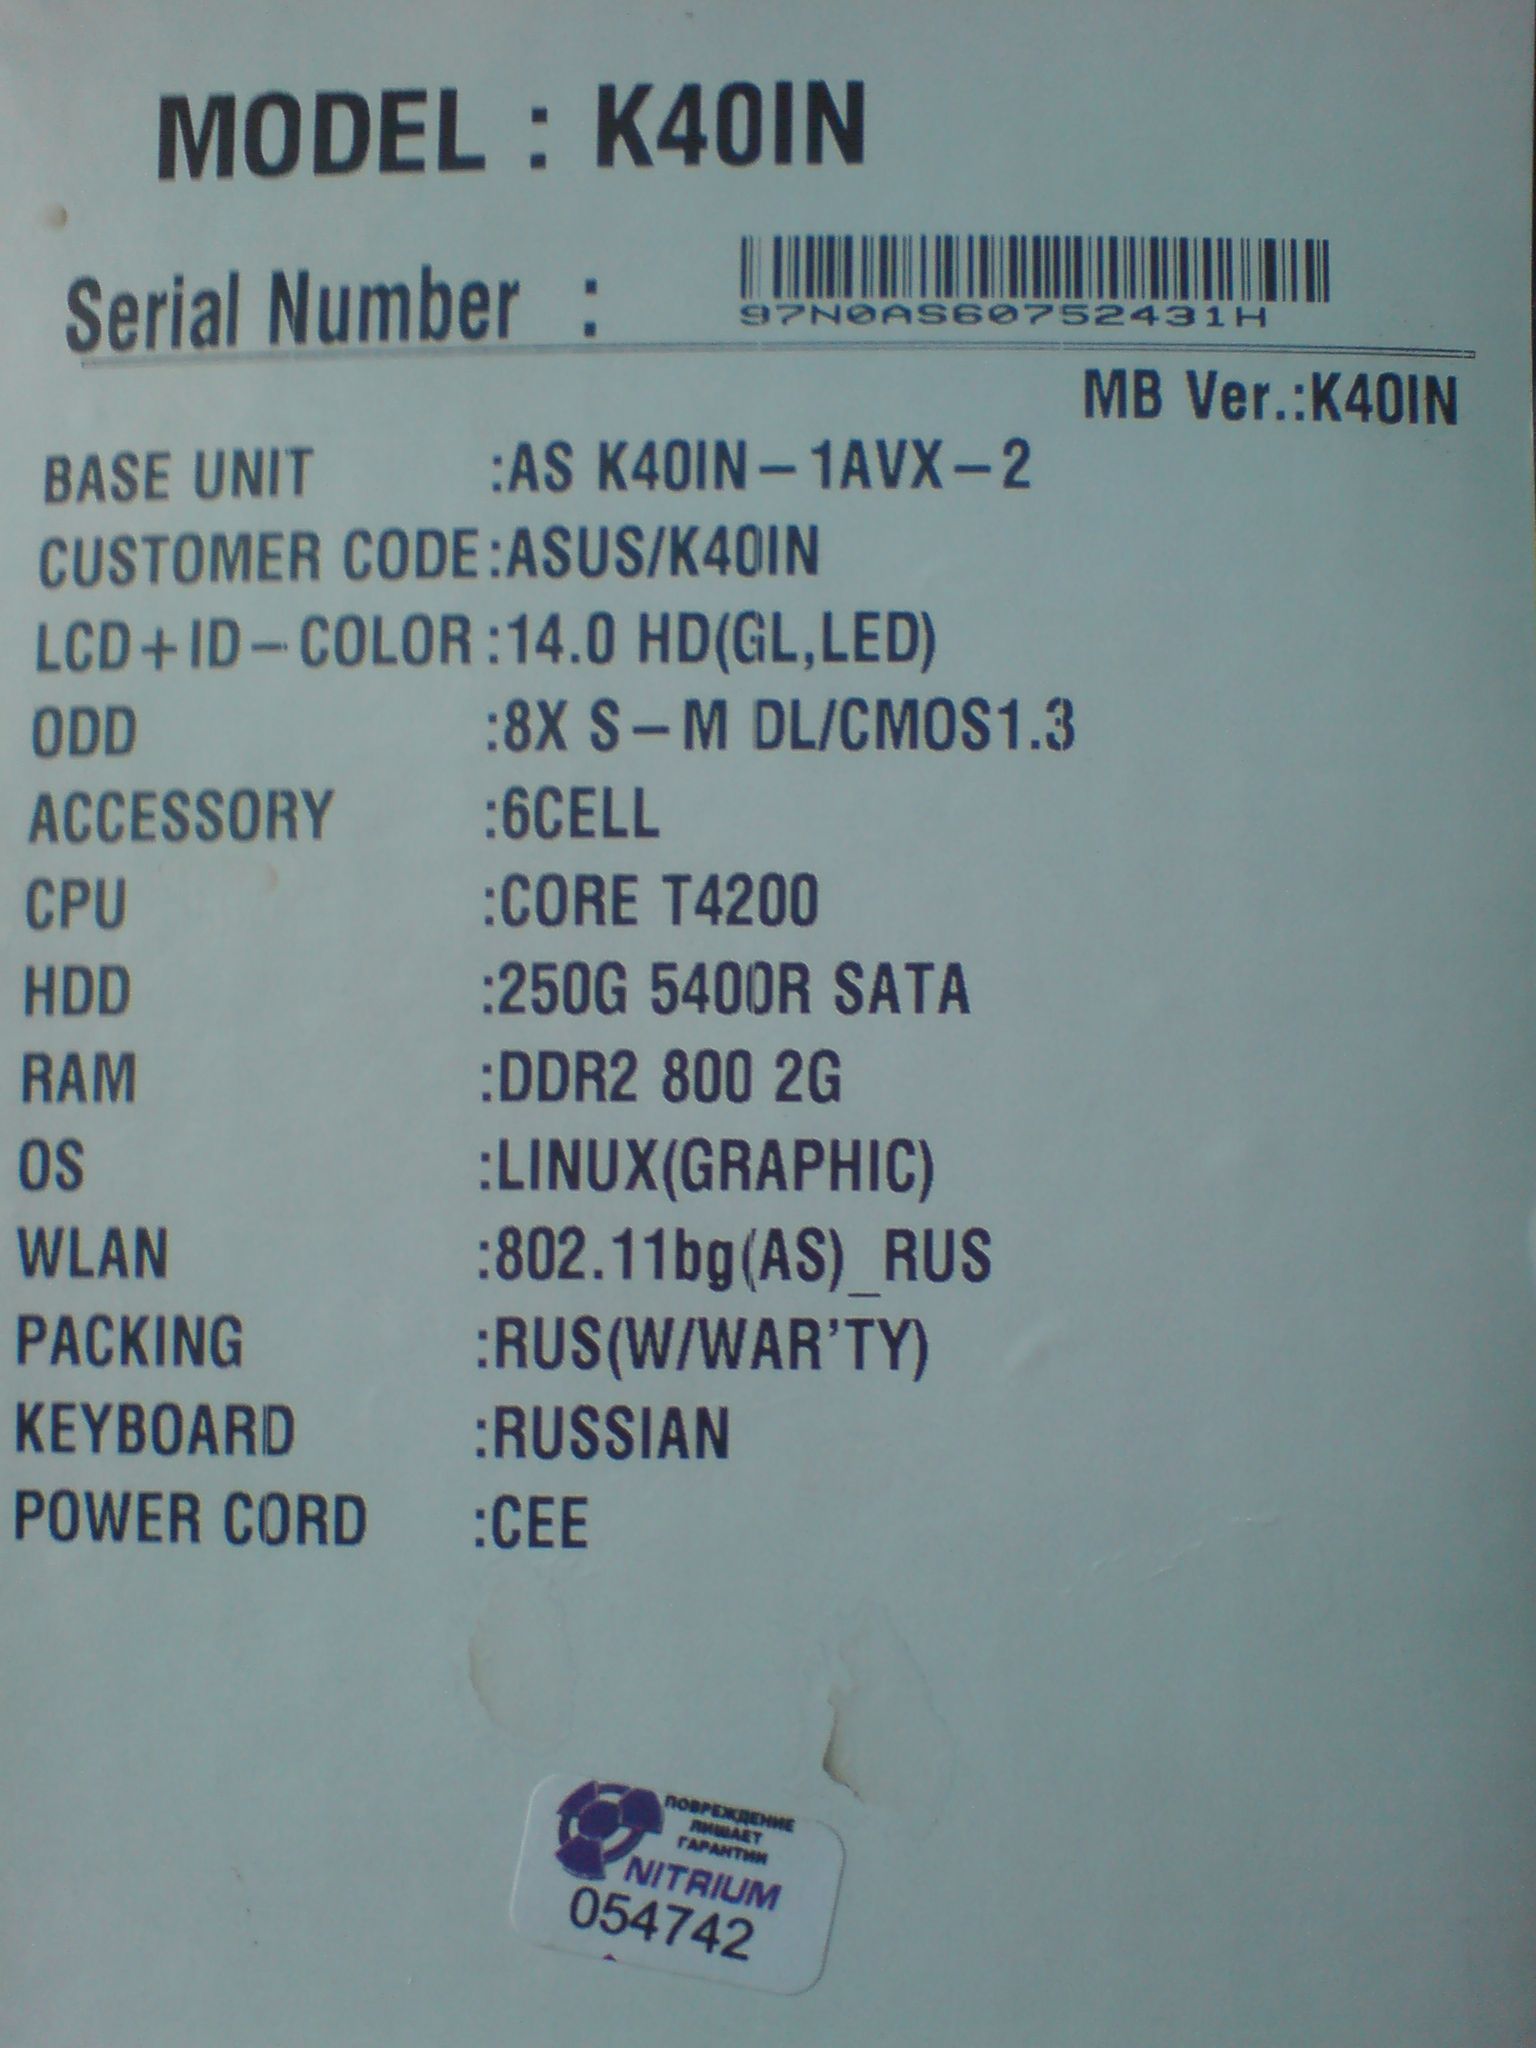 MODEL : K40IN
Serial Number :
97N0AS60752431H
MB Ver.:K40IN
BASE UNIT :AS K40IN-1AVX-2
CUSTOMER CODE:ASUS/K40IN
LCD+ID-COLOR:14.0 HD(GL,LED)
ODD :8X S-M DL/CMOS1.3
ACCESSORY :6CELL
CPU :CORE T4200
HDD :250G 5400R SATA
RAM :DDR2 800 2G
OS :LINUX(GRAPHIC)
WLAN :802.11bg(AS)_RUS
PACKING :RUS(W/WAR'TY)
KEYBOARD :RUSSIAN
POWER CORD :CEE
ПОВРЕЖДЕНИЕ
ЛИШАЕТ
ГАРАНТИИ
NITRIUM
054742